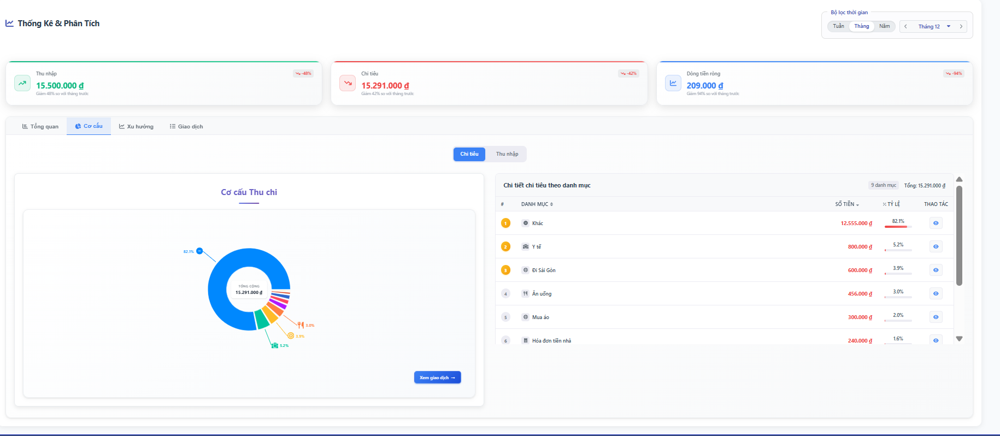 Thống Kê & Phân Tích
Bộ lọc thời gian
Tuần Tháng Năm
Tháng 12
Thu nhập
15.500.000 ₫
Giảm 48% so với tháng trước
-48%
Chi tiêu
15.291.000 ₫
Giảm 42% so với tháng trước
-42%
Dòng tiền ròng
209.000 ₫
Giảm 94% so với tháng trước
-94%
Tổng quan Cơ cấu Xu hướng Giao dịch
Chi tiêu Thu nhập
Cơ cấu Thu chi
82.1%
TỔNG CỘNG
15.291.000 ₫
3.0%
3.9%
5.2%
Xem giao dịch →
Chi tiết chi tiêu theo danh mục
9 danh mục Tổng: 15.291.000 ₫
# DANH MỤC SỐ TIỀN TỶ LỆ THAO TÁC
1 Khác 12.555.000 ₫ 82.1%
2 Y tế 800.000 ₫ 5.2%
3 Đi Sài Gòn 600.000 ₫ 3.9%
4 Ăn uống 456.000 ₫ 3.0%
5 Mua áo 300.000 ₫ 2.0%
6 Hóa đơn tiền nhà 240.000 ₫ 1.6%